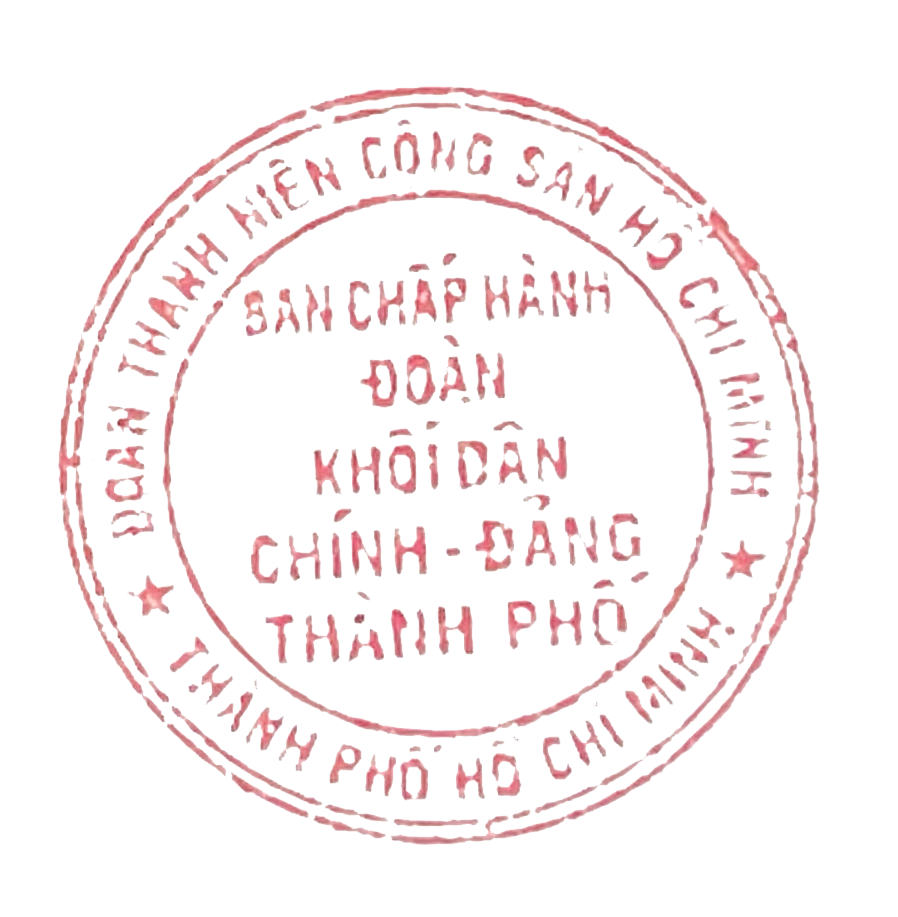 ĐOÀN THANH NIÊN CỘNG SẢN HỒ CHÍ MINH
BAN CHẤP HÀNH
ĐOÀN
KHỐI DÂN
CHÍNH - ĐẢNG
THÀNH PHỐ
★ THÀNH PHỐ HỒ CHÍ MINH ★